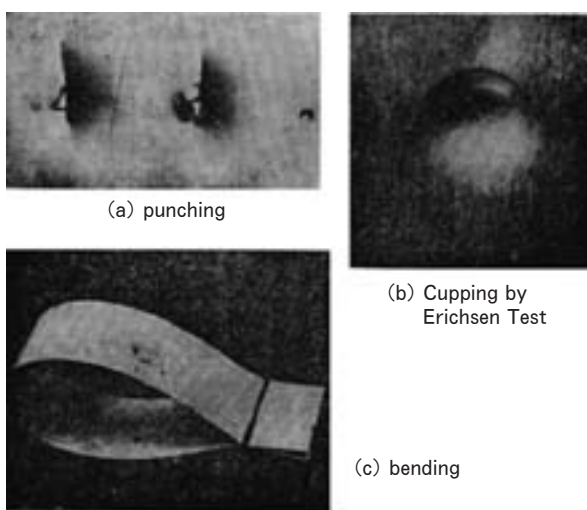 (a) punching
(b) Cupping by
Erichsen Test
(c) bending